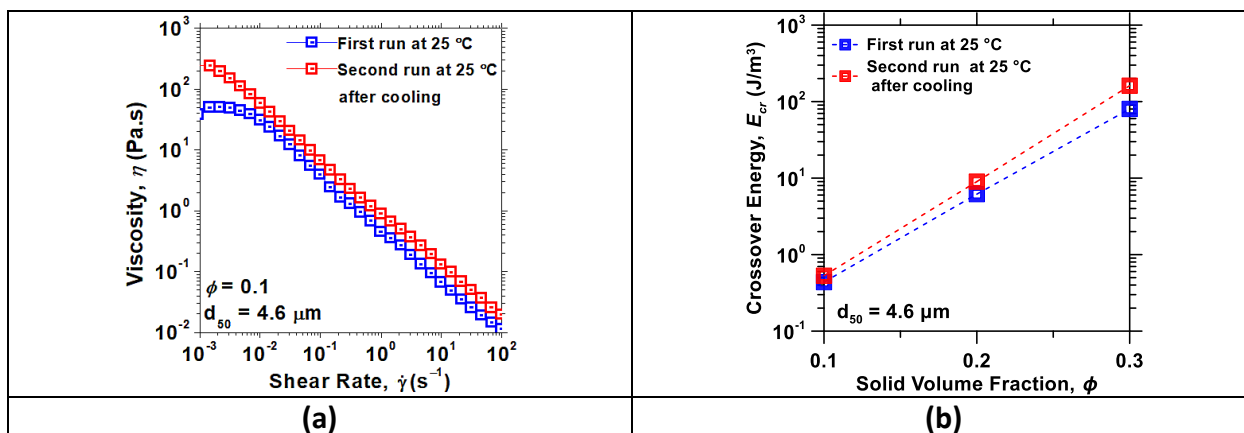 First run at 25 °C
Second run at 25 °C
after cooling
Viscosity, η (Pa.s)
10³
10²
10¹
10⁰
10⁻¹
10⁻²
ϕ = 0.1
d₅₀ = 4.6 μm
10⁻³ 10⁻² 10⁻¹ 10⁰ 10¹ 10²
Shear Rate, γ̇ (s⁻¹)
(a)
First run at 25 °C
Second run at 25 °C
after cooling
Crossover Energy, E_cr (J/m³)
10³
10²
10¹
10⁰
10⁻¹
d₅₀ = 4.6 µm
0.1 0.2 0.3
Solid Volume Fraction, ϕ
(b)